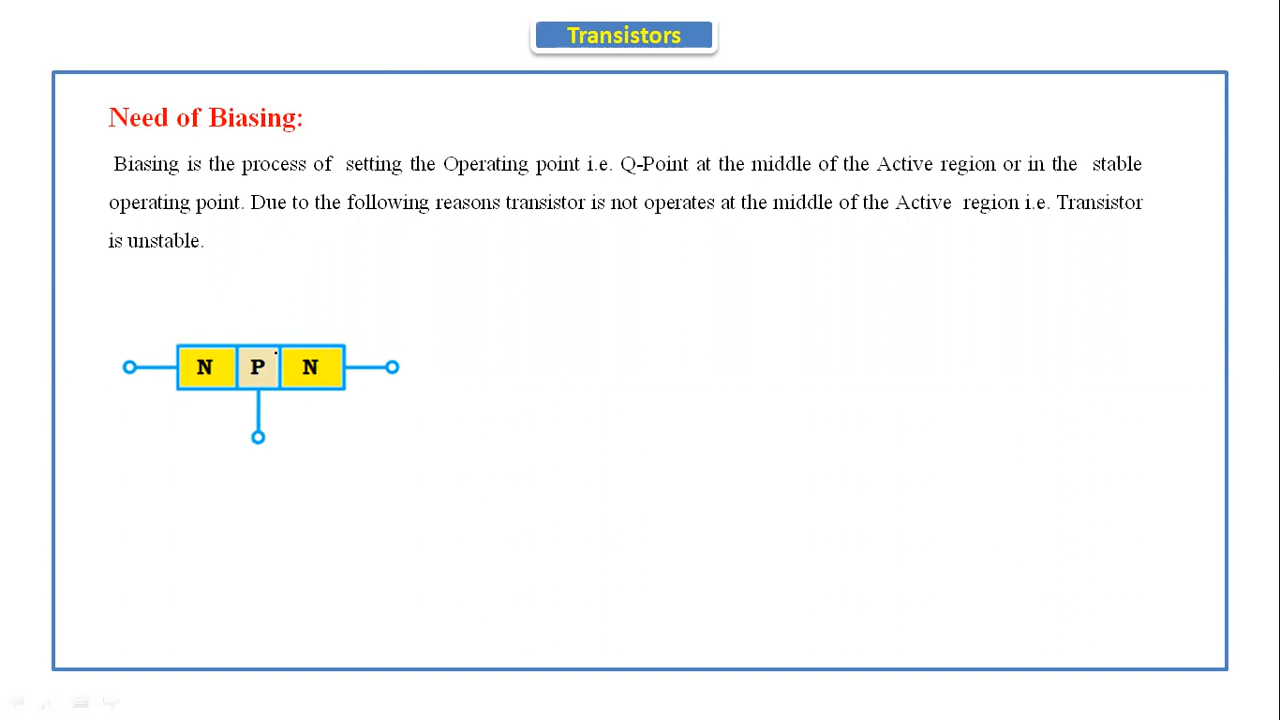 Transistors
Need of Biasing:
Biasing is the process of setting the Operating point i.e. Q-Point at the middle of the Active region or in the stable
operating point. Due to the following reasons transistor is not operates at the middle of the Active region i.e. Transistor
is unstable.
N P N